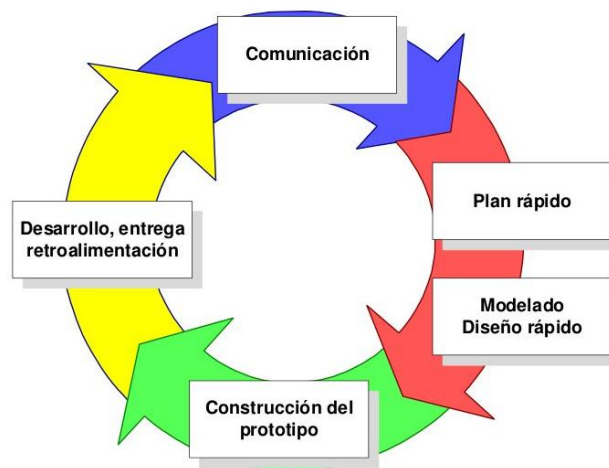 Comunicación
Plan rápido
Modelado
Diseño rápido
Construcción del
prototipo
Desarrollo, entrega
retroalimentación